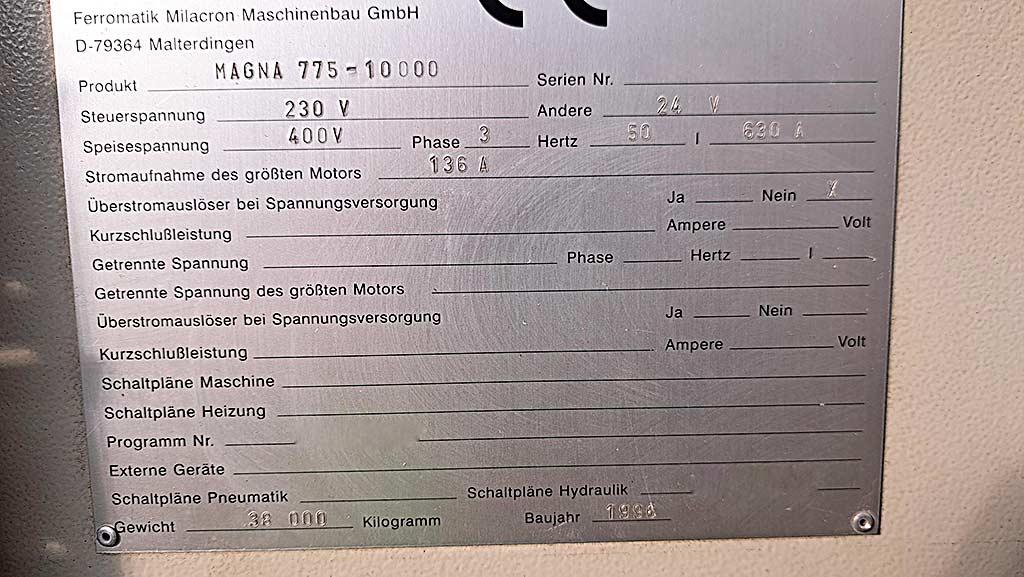 Ferromatik Milacron Maschinenbau GmbH
D-79364 Malterdingen
Produkt MAGNA 775-10000 Serien Nr.
Steuerspannung 230 V Andere 24 V
Speisespannung 400V Phase 3 Hertz 50 I 630 A
Stromaufnahme des größten Motors 136 A
Überstromauslöser bei Spannungsversorgung Ja Nein X
Kurzschlußleistung Ampere Volt
Getrennte Spannung Phase Hertz I
Getrennte Spannung des größten Motors
Überstromauslöser bei Spannungsversorgung Ja Nein
Kurzschlußleistung Ampere Volt
Schaltpläne Maschine
Schaltpläne Heizung
Programm Nr.
Externe Geräte
Schaltpläne Pneumatik Schaltpläne Hydraulik
Gewicht 38 000 Kilogramm Baujahr